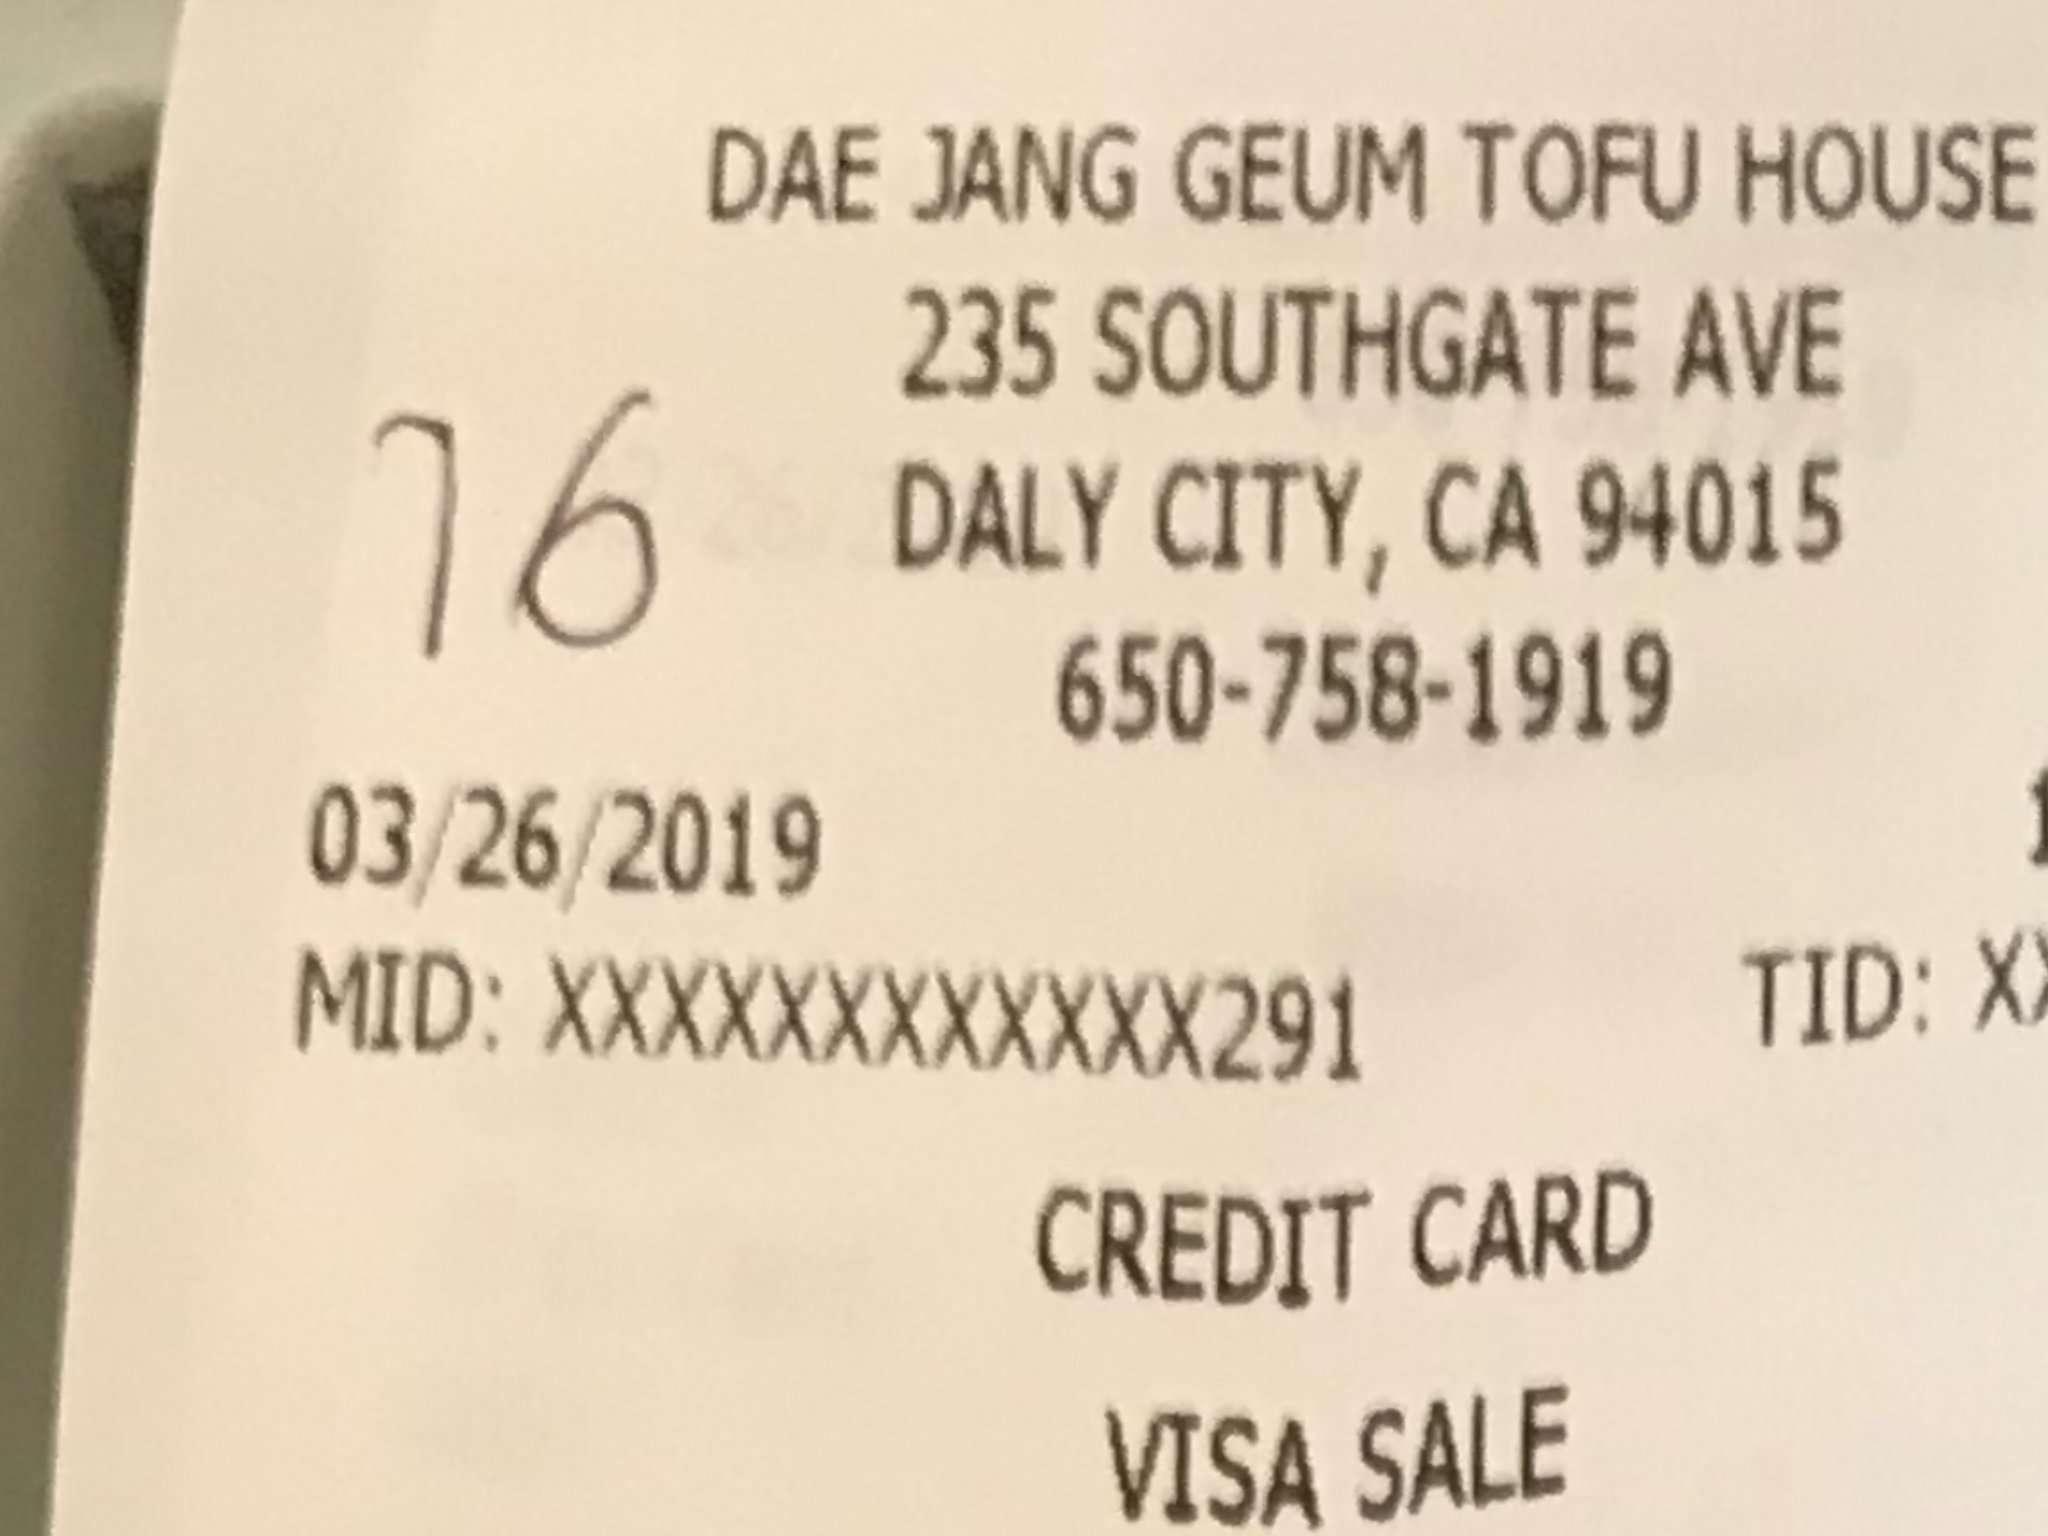 DAE JANG GEUM TOFU HOUSE
235 SOUTHGATE AVE
76
DALY CITY, CA 94015
650-758-1919
03/26/2019
MID: XXXXXXXXXXXXX291 TID: XX
CREDIT CARD
VISA SALE